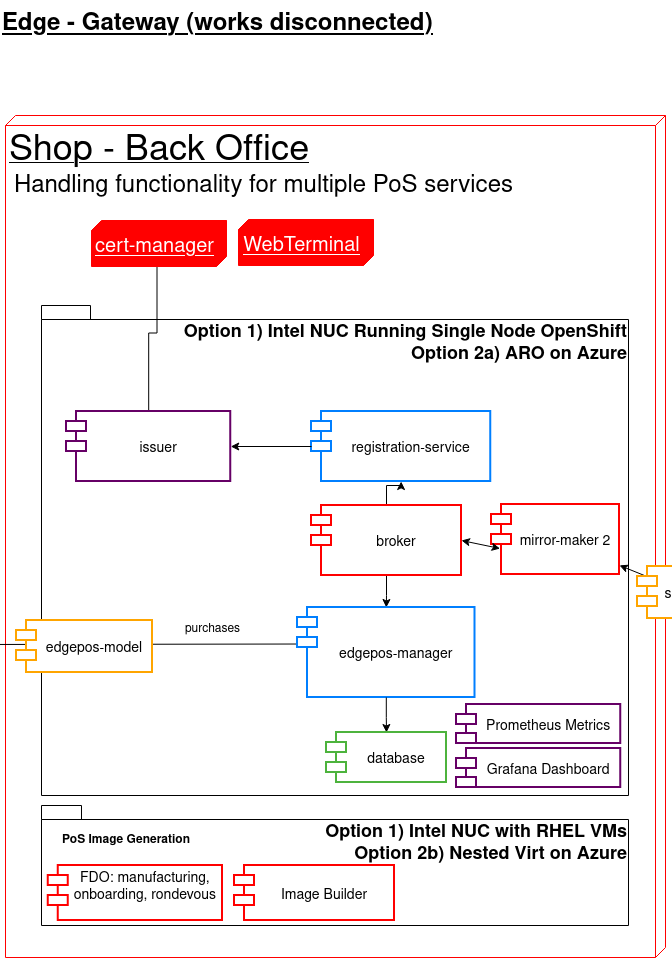 Edge - Gateway (works disconnected)
Shop - Back Office
Handling functionality for multiple PoS services
cert-manager
WebTerminal
Option 1) Intel NUC Running Single Node OpenShift
Option 2a) ARO on Azure
issuer
registration-service
broker
mirror-maker 2
s
edgepos-model
purchases
edgepos-manager
Prometheus Metrics
database
Grafana Dashboard
Option 1) Intel NUC with RHEL VMs
PoS Image Generation
Option 2b) Nested Virt on Azure
FDO: manufacturing,
onboarding, rondevous
Image Builder